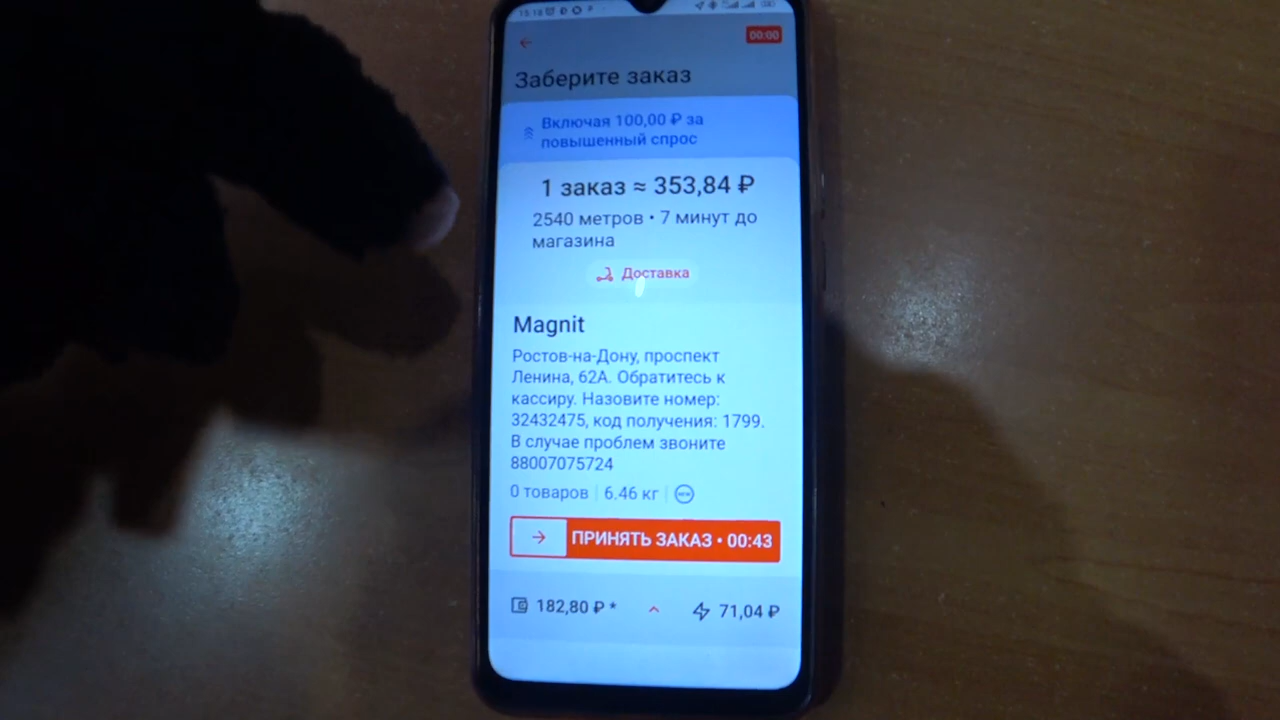 15:18
00:00
Заберите заказ
Включая 100,00 ₽ за
повышенный спрос
1 заказ ≈ 353,84 ₽
2540 метров • 7 минут до
магазина
Доставка
Magnit
Ростов-на-Дону, проспект
Ленина, 62А. Обратитесь к
кассиру. Назовите номер:
32432475, код получения: 1799.
В случае проблем звоните
88007075724
0 товаров | 6.46 кг |
ПРИНЯТЬ ЗАКАЗ • 00:43
182,80 ₽ * 71,04 ₽